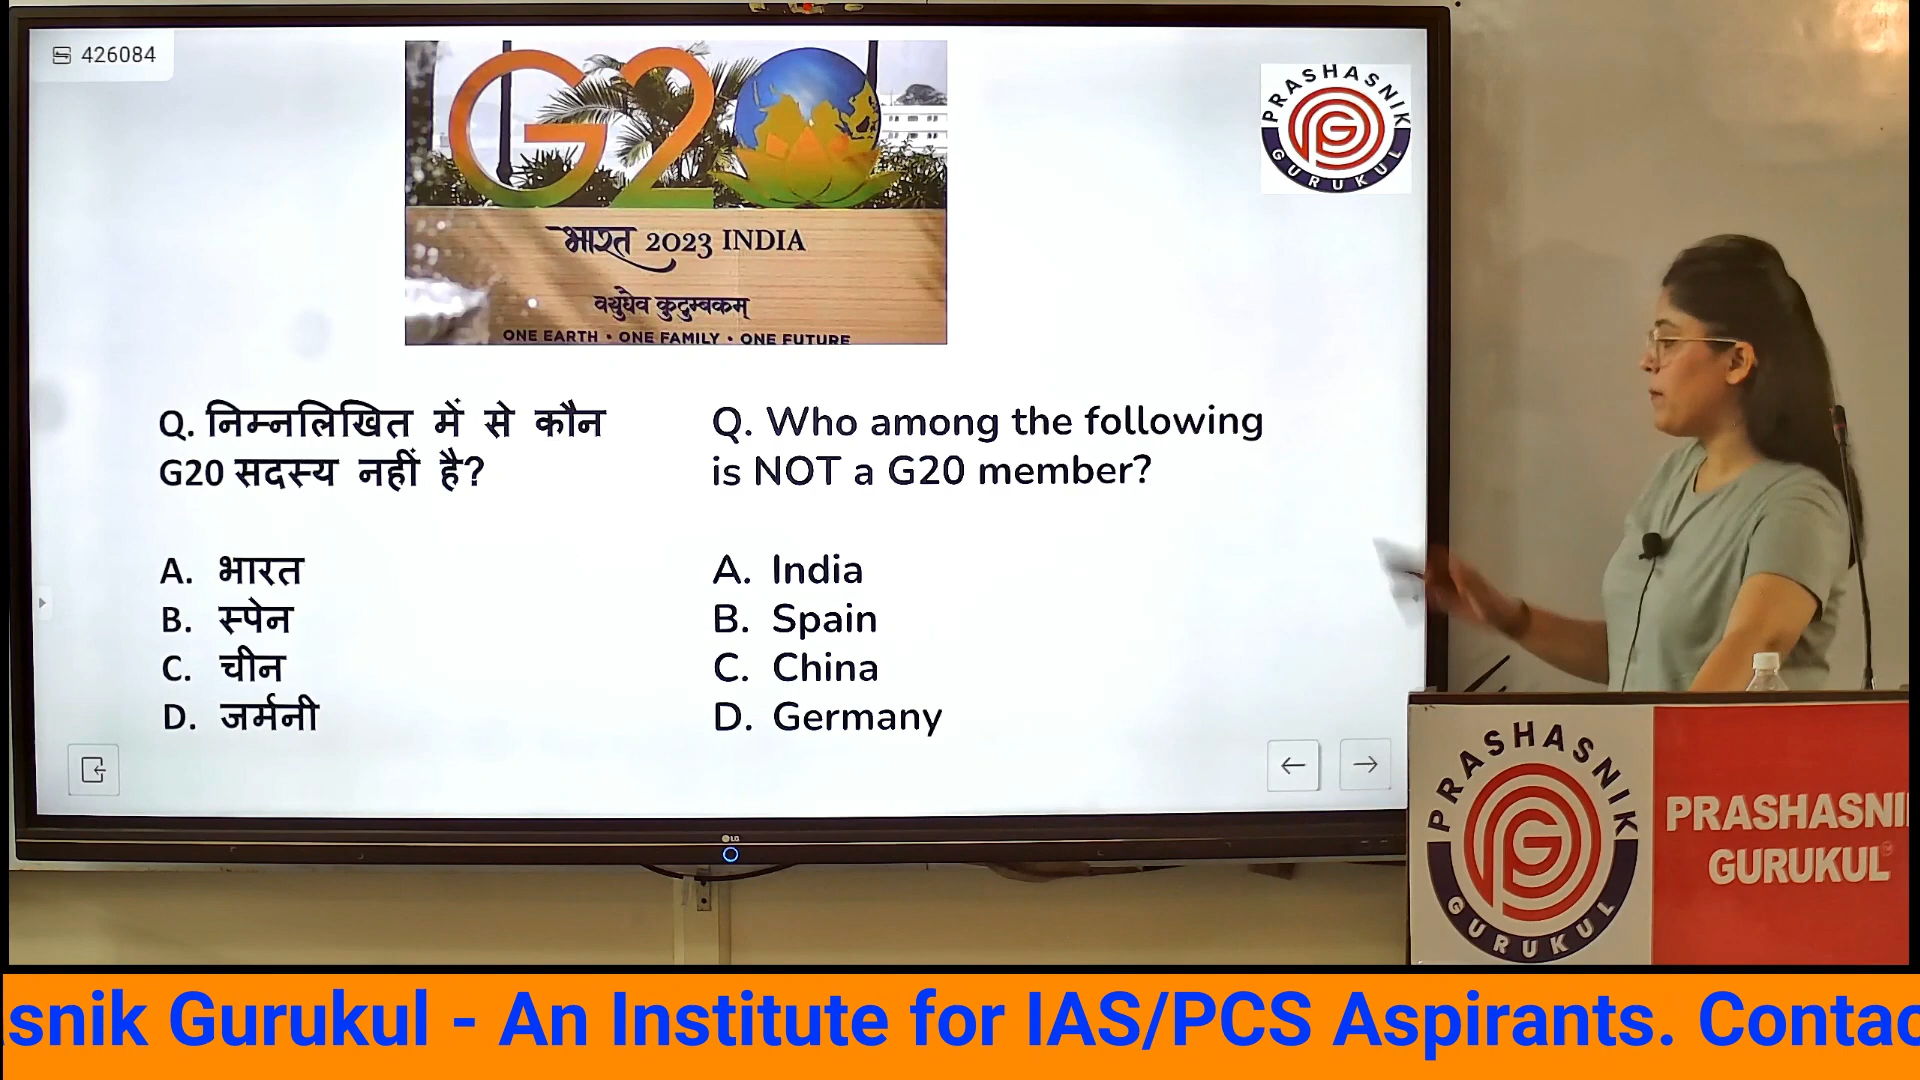 426084
G20
भारत 2023 INDIA
वसुधैव कुटुम्बकम्
ONE EARTH • ONE FAMILY • ONE FUTURE
PRASHASNIK
GURUKUL
Q. निम्नलिखित में से कौन
G20 सदस्य नहीं है?
A. भारत
B. स्पेन
C. चीन
D. जर्मनी
Q. Who among the following
is NOT a G20 member?
A. India
B. Spain
C. China
D. Germany
LG
PRASHASNIK
GURUKUL
PRASHASNI
GURUKUL
snik Gurukul - An Institute for IAS/PCS Aspirants. Contac